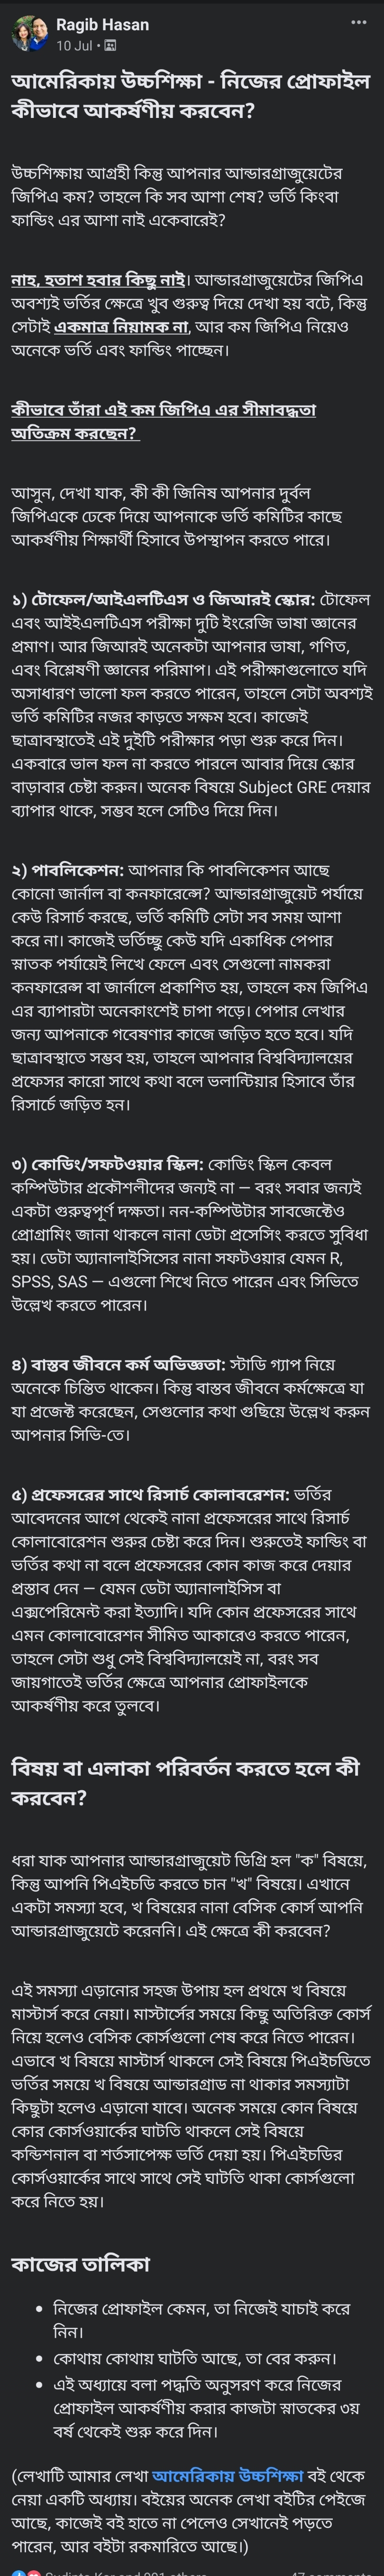 Ragib Hasan
10 Jul •
আমেরিকায় উচ্চশিক্ষা - নিজের প্রোফাইল
কীভাবে আকর্ষণীয় করবেন?
উচ্চশিক্ষায় আগ্রহী কিন্তু আপনার আন্ডারগ্রাজুয়েটের
জিপিএ কম? তাহলে কি সব আশা শেষ? ভর্তি কিংবা
ফান্ডিং এর আশা নাই একেবারেই?
নাহ, হতাশ হবার কিছু নাই। আন্ডারগ্রাজুয়েটের জিপিএ
অবশ্যই ভর্তির ক্ষেত্রে খুব গুরুত্ব দিয়ে দেখা হয় বটে, কিন্তু
সেটাই একমাত্র নিয়ামক না, আর কম জিপিএ নিয়েও
অনেকে ভর্তি এবং ফান্ডিং পাচ্ছেন।
কীভাবে তাঁরা এই কম জিপিএ এর সীমাবদ্ধতা
অতিক্রম করছেন?
আসুন, দেখা যাক, কী কী জিনিষ আপনার দুর্বল
জিপিএকে ঢেকে দিয়ে আপনাকে ভর্তি কমিটির কাছে
আকর্ষণীয় শিক্ষার্থী হিসাবে উপস্থাপন করতে পারে।
১) টোফেল/আইএলটিএস ও জিআরই স্কোর: টোফেল
এবং আইইএলটিএস পরীক্ষা দুটি ইংরেজি ভাষা জ্ঞানের
প্রমাণ। আর জিআরই অনেকটা আপনার ভাষা, গণিত,
এবং বিশ্লেষণী জ্ঞানের পরিমাপ। এই পরীক্ষাগুলোতে যদি
অসাধারণ ভালো ফল করতে পারেন, তাহলে সেটা অবশ্যই
ভর্তি কমিটির নজর কাড়তে সক্ষম হবে। কাজেই
ছাত্রাবস্থাতেই এই দুইটি পরীক্ষার পড়া শুরু করে দিন।
একবারে ভাল ফল না করতে পারলে আবার দিয়ে স্কোর
বাড়াবার চেষ্টা করুন। অনেক বিষয়ে Subject GRE দেয়ার
ব্যাপার থাকে, সম্ভব হলে সেটিও দিয়ে দিন।
২) পাবলিকেশন: আপনার কি পাবলিকেশন আছে
কোনো জার্নাল বা কনফারেন্সে? আন্ডারগ্রাজুয়েট পর্যায়ে
কেউ রিসার্চ করছে, ভর্তি কমিটি সেটা সব সময় আশা
করে না। কাজেই ভর্তিচ্ছু কেউ যদি একাধিক পেপার
স্নাতক পর্যায়েই লিখে ফেলে এবং সেগুলো নামকরা
কনফারেন্স বা জার্নালে প্রকাশিত হয়, তাহলে কম জিপিএ
এর ব্যাপারটা অনেকাংশেই চাপা পড়ে। পেপার লেখার
জন্য আপনাকে গবেষণার কাজে জড়িত হতে হবে। যদি
ছাত্রাবস্থাতে সম্ভব হয়, তাহলে আপনার বিশ্ববিদ্যালয়ের
প্রফেসর কারো সাথে কথা বলে ভলান্টিয়ার হিসাবে তাঁর
রিসার্চে জড়িত হন।
৩) কোডিং/সফটওয়ার স্কিল: কোডিং স্কিল কেবল
কম্পিউটার প্রকৌশলীদের জন্যই না — বরং সবার জন্যই
একটা গুরুত্বপূর্ণ দক্ষতা। নন-কম্পিউটার সাবজেক্টেও
প্রোগ্রামিং জানা থাকলে নানা ডেটা প্রসেসিং করতে সুবিধা
হয়। ডেটা অ্যানালাইসিসের নানা সফটওয়ার যেমন R,
SPSS, SAS — এগুলো শিখে নিতে পারেন এবং সিভিতে
উল্লেখ করতে পারেন।
৪) বাস্তব জীবনে কর্ম অভিজ্ঞতা: স্টাডি গ্যাপ নিয়ে
অনেকে চিন্তিত থাকেন। কিন্তু বাস্তব জীবনে কর্মক্ষেত্রে যা
যা প্রজেক্ট করেছেন, সেগুলোর কথা গুছিয়ে উল্লেখ করুন
আপনার সিভি-তে।
৫) প্রফেসরের সাথে রিসার্চ কোলাবরেশন: ভর্তির
আবেদনের আগে থেকেই নানা প্রফেসরের সাথে রিসার্চ
কোলাবোরেশন শুরুর চেষ্টা করে দিন। শুরুতেই ফান্ডিং বা
ভর্তির কথা না বলে প্রফেসরের কোন কাজ করে দেয়ার
প্রস্তাব দেন — যেমন ডেটা অ্যানালাইসিস বা
এক্সপেরিমেন্ট করা ইত্যাদি। যদি কোন প্রফেসরের সাথে
এমন কোলাবোরেশন সীমিত আকারেও করতে পারেন,
তাহলে সেটা শুধু সেই বিশ্ববিদ্যালয়েই না, বরং সব
জায়গাতেই ভর্তির ক্ষেত্রে আপনার প্রোফাইলকে
আকর্ষণীয় করে তুলবে।
বিষয় বা এলাকা পরিবর্তন করতে হলে কী
করবেন?
ধরা যাক আপনার আন্ডারগ্রাজুয়েট ডিগ্রি হল "ক" বিষয়ে,
কিন্তু আপনি পিএইচডি করতে চান "খ" বিষয়ে। এখানে
একটা সমস্যা হবে, খ বিষয়ের নানা বেসিক কোর্স আপনি
আন্ডারগ্রাজুয়েটে করেননি। এই ক্ষেত্রে কী করবেন?
এই সমস্যা এড়ানোর সহজ উপায় হল প্রথমে খ বিষয়ে
মাস্টার্স করে নেয়া। মাস্টার্সের সময়ে কিছু অতিরিক্ত কোর্স
নিয়ে হলেও বেসিক কোর্সগুলো শেষ করে নিতে পারেন।
এভাবে খ বিষয়ে মাস্টার্স থাকলে সেই বিষয়ে পিএইচডিতে
ভর্তির সময়ে খ বিষয়ে আন্ডারগ্রাড না থাকার সমস্যাটা
কিছুটা হলেও এড়ানো যাবে। অনেক সময়ে কোন বিষয়ে
কোর কোর্সওয়ার্কের ঘাটতি থাকলে সেই বিষয়ে
কন্ডিশনাল বা শর্তসাপেক্ষ ভর্তি দেয়া হয়। পিএইচডির
কোর্সওয়ার্কের সাথে সাথে সেই ঘাটতি থাকা কোর্সগুলো
করে নিতে হয়।
কাজের তালিকা
• নিজের প্রোফাইল কেমন, তা নিজেই যাচাই করে
নিন।
• কোথায় কোথায় ঘাটতি আছে, তা বের করুন।
• এই অধ্যায়ে বলা পদ্ধতি অনুসরণ করে নিজের
প্রোফাইল আকর্ষণীয় করার কাজটা স্নাতকের ৩য়
বর্ষ থেকেই শুরু করে দিন।
(লেখাটি আমার লেখা আমেরিকায় উচ্চশিক্ষা বই থেকে
নেয়া একটি অধ্যায়। বইয়ের অনেক লেখা বইটির পেইজে
আছে, কাজেই বই হাতে না পেলেও সেখানেই পড়তে
পারেন, আর বইটা রকমারিতে আছে।)